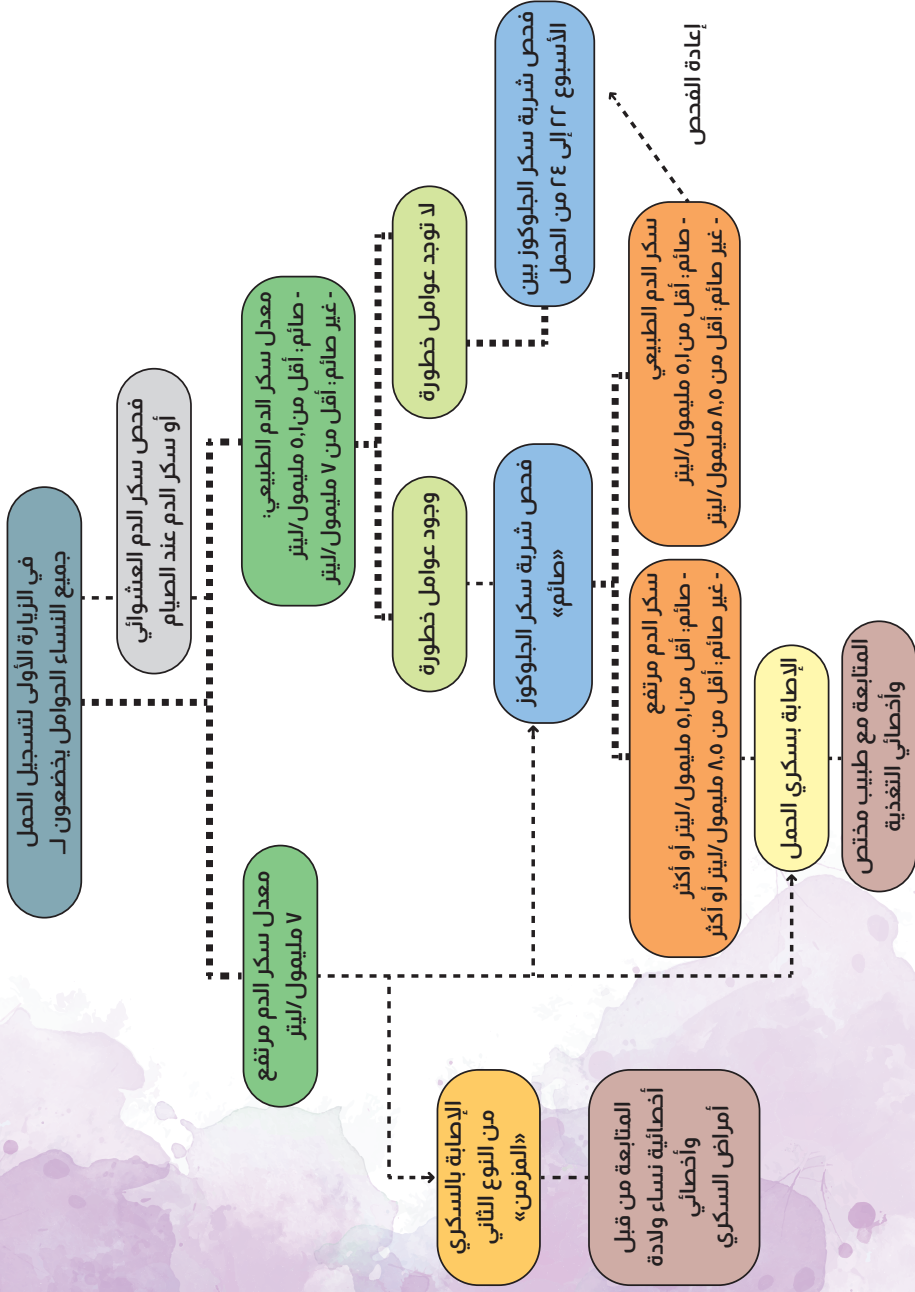 جميع النساء الحوامل يخضعون لـ
في الزيارة الأولى لتسجيل الحمل
فحص سكر الدم العشوائي
أو سكر الدم عند الصيام
معدل سكر الدم الطبيعي:
- صائم: أقل من ٥,١ مليمول/ليتر
- غير صائم: أقل من ٧ مليمول/ليتر
معدل سكر الدم مرتفع
٧ مليمول/ليتر
لا توجد عوامل خطورة
وجود عوامل خطورة
فحص شربة سكر الجلوكوز بين
الأسبوع ٢٢ إلى ٢٤ من الحمل
فحص شربة سكر الجلوكوز
«صائم»
الإصابة بالسكري
من النوع الثاني
«المزمن»
إعادة الفحص
سكر الدم الطبيعي
- صائم: أقل من ٥,١ مليمول/ليتر
- غير صائم: أقل من ٨,٥ مليمول/ليتر
سكر الدم مرتفع
- صائم: أقل من ٥,١ مليمول/ليتر أو أكثر
- غير صائم: أقل من ٨,٥ مليمول/ليتر أو أكثر
المتابعة من قبل
أخصائية نساء ولادة
وأخصائي
أمراض السكري
الإصابة بسكري الحمل
المتابعة مع طبيب مختص
وأخصائي التغذية